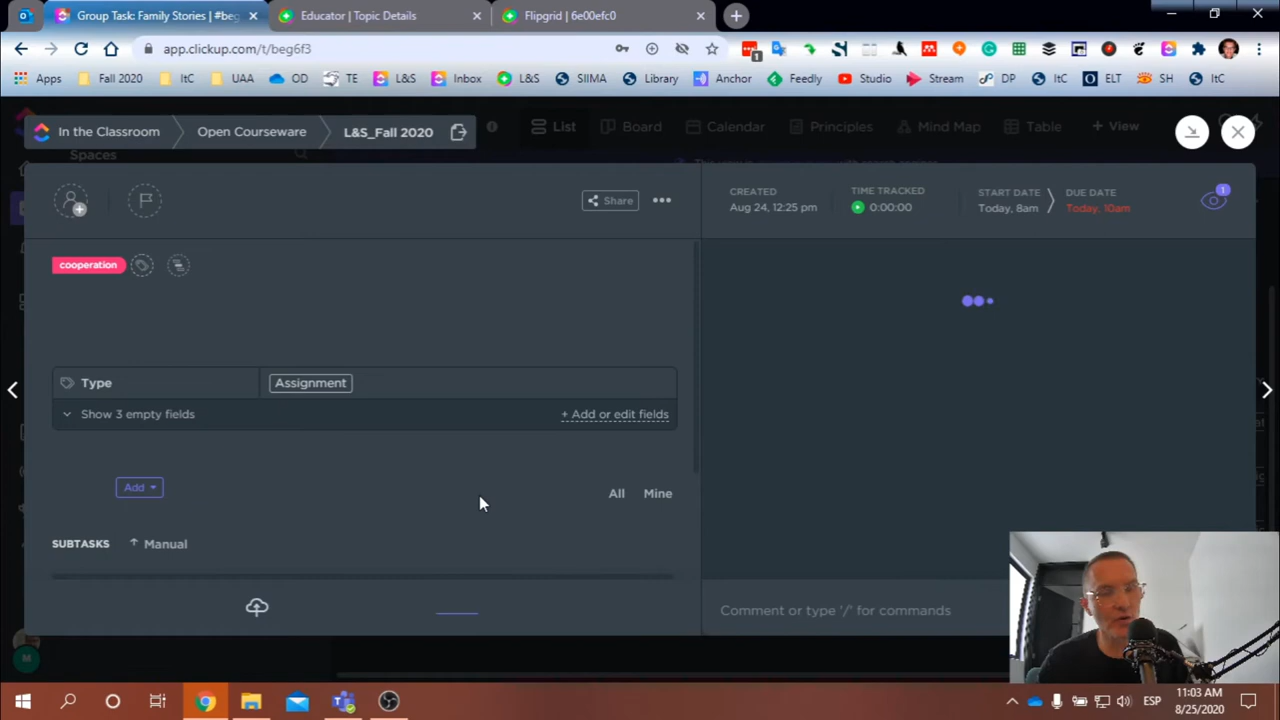 Group Task: Family Stories | #beg
Educator | Topic Details
Flipgrid | 6e00efc0
app.clickup.com/t/beg6f3
1
Apps
Fall 2020
ItC
UAA
OD
TE
L&S
Inbox
L&S
SIIMA
Library
Anchor
Feedly
Studio
Stream
DP
ItC
ELT
SH
ItC
In the Classroom
Open Courseware
L&S_Fall 2020
List
Board
Calendar
Principles
Mind Map
Table
+ View
Spaces
Share
CREATED
Aug 24, 12:25 pm
TIME TRACKED
0:00:00
START DATE
Today, 8am
DUE DATE
Today, 10am
1
cooperation
Type
Assignment
Show 3 empty fields
+ Add or edit fields
Add
All
Mine
SUBTASKS
Manual
Comment or type '/' for commands
M
ESP
11:03 AM
8/25/2020